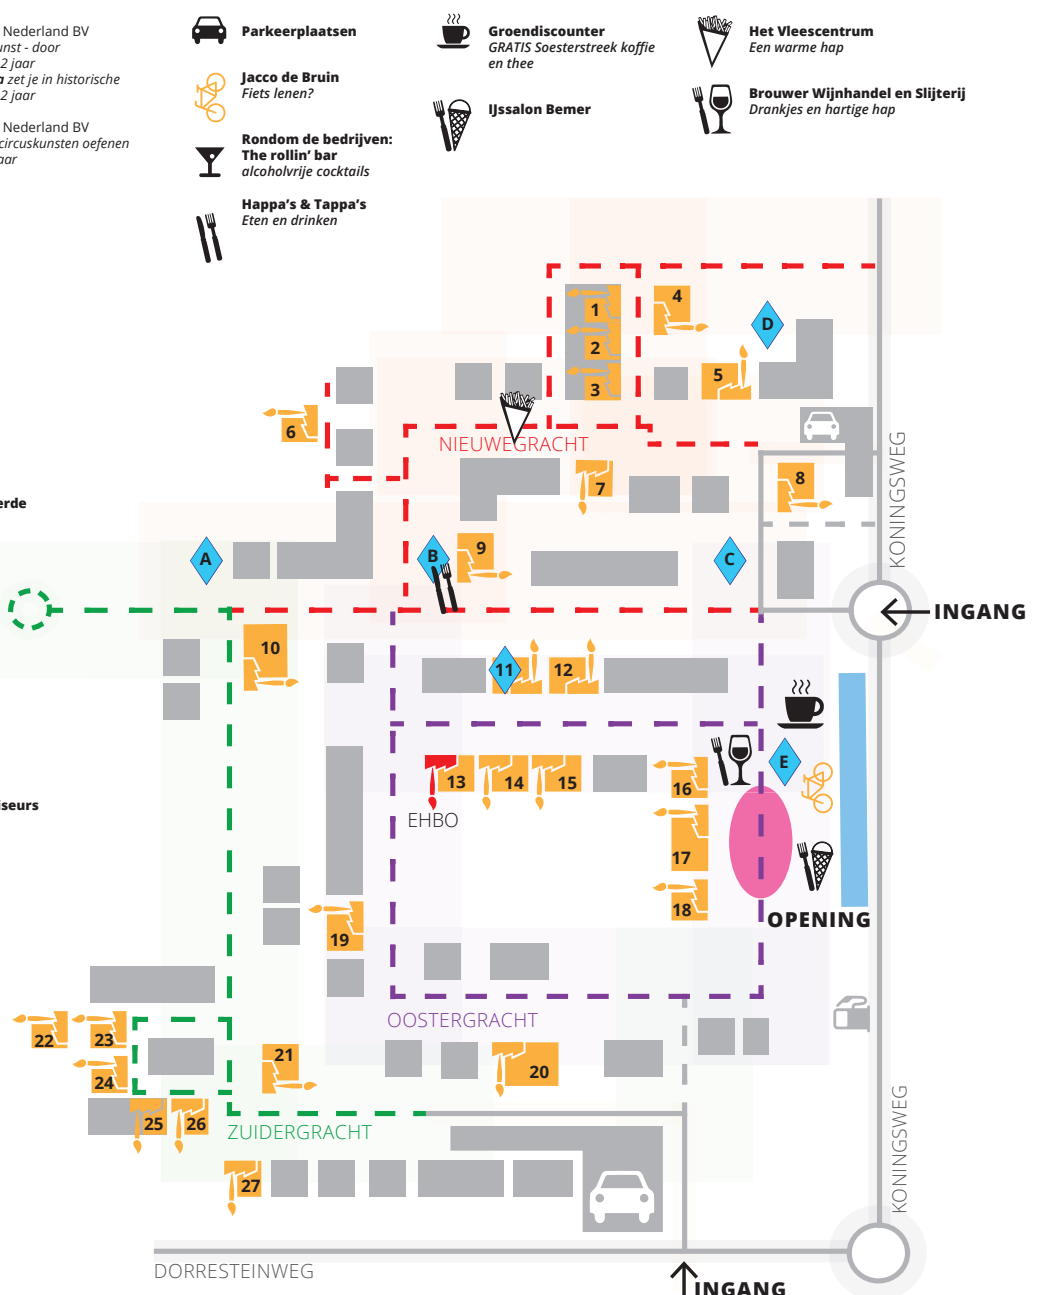 Nederland BV
unst - door
2 jaar
a zet je in historische
2 jaar
Nederland BV
circuskunsten oefenen
aar
Parkeerplaatsen
Jacco de Bruin
Fiets lenen?
Rondom de bedrijven:
The rollin’ bar
alcoholvrije cocktails
Happa’s & Tappa’s
Eten en drinken
Groendiscounter
GRATIS Soesterstreek koffie
en thee
IJssalon Bemer
Het Vleescentrum
Een warme hap
Brouwer Wijnhandel en Slijterij
Drankjes en hartige hap
1
4
D
2
5
3
6
NIEUWEGRACHT
KONINGSWEG
7
8
erde
A
B
9
C
INGANG
10
11
12
E
iseurs
13
14
15
16
EHBO
17
18
OPENING
19
OOSTERGRACHT
22
23
21
24
20
25
26
ZUIDERGRACHT
KONINGSWEG
27
DORRESTEINWEG
INGANG